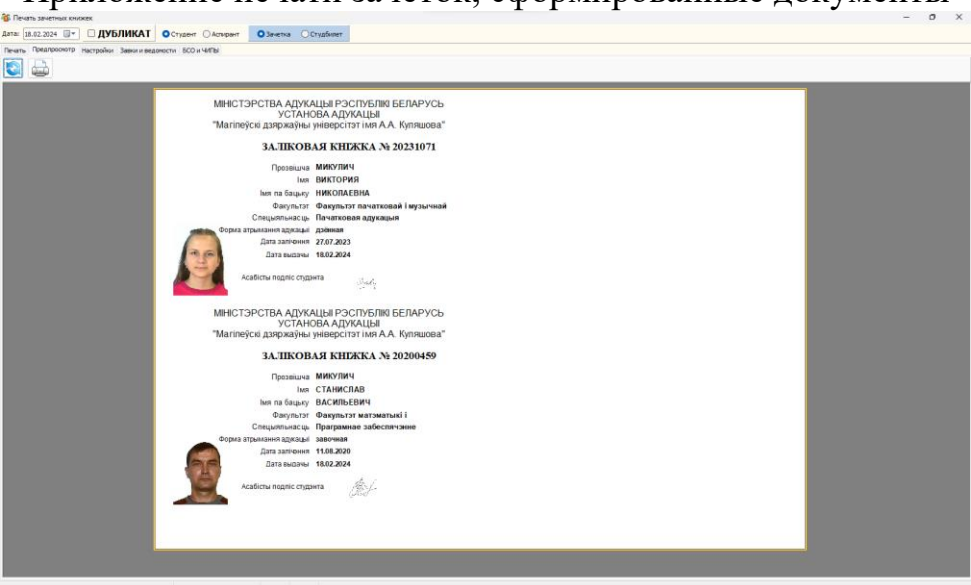 Приложение печати зачеток, сформированные документы
Печать зачетных книжек
Дата: 18.02.2024 ДУБЛИКАТ Студент Аспирант Зачетка Студбилет
Печать Предпросмотр Настройки Заявки и ведомости БСО и ЧИПЫ
МІНІСТЭРСТВА АДУКАЦЫІ РЭСПУБЛІКІ БЕЛАРУСЬ
УСТАНОВА АДУКАЦЫІ
"Магілеўскі дзяржаўны універсітэт імя А.А. Куляшова"
ЗАЛІКОВАЯ КНІЖКА № 20231071
Прозвішча МИКУЛИЧ
Імя ВИКТОРИЯ
Імя па бацьку НИКОЛАЕВНА
Факультэт Факультэт пачатковай і музычнай
Спецыяльнасць Пачатковая адукацыя
Форма атрымання адукацыі дзённая
Дата залічэння 27.07.2023
Дата выдачы 18.02.2024
Асабісты подпіс студэнта
МІНІСТЭРСТВА АДУКАЦЫІ РЭСПУБЛІКІ БЕЛАРУСЬ
УСТАНОВА АДУКАЦЫІ
"Магілеўскі дзяржаўны універсітэт імя А.А. Куляшова"
ЗАЛІКОВАЯ КНІЖКА № 20200459
Прозвішча МИКУЛИЧ
Імя СТАНИСЛАВ
Імя па бацьку ВАСИЛЬЕВИЧ
Факультэт Факультэт матэматыкі і
Спецыяльнасць Праграмнае забеспячэнне
Форма атрымання адукацыі завочная
Дата залічэння 11.08.2020
Дата выдачы 18.02.2024
Асабісты подпіс студэнта